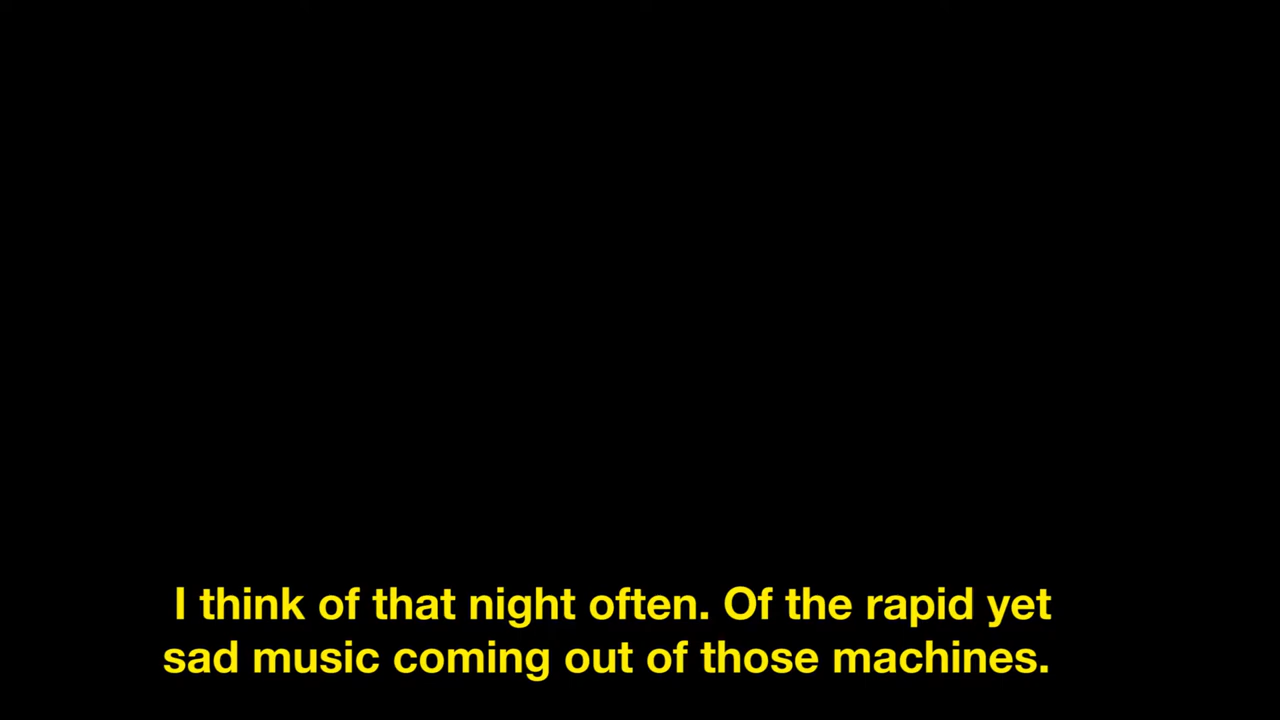 I think of that night often. Of the rapid yet
sad music coming out of those machines.